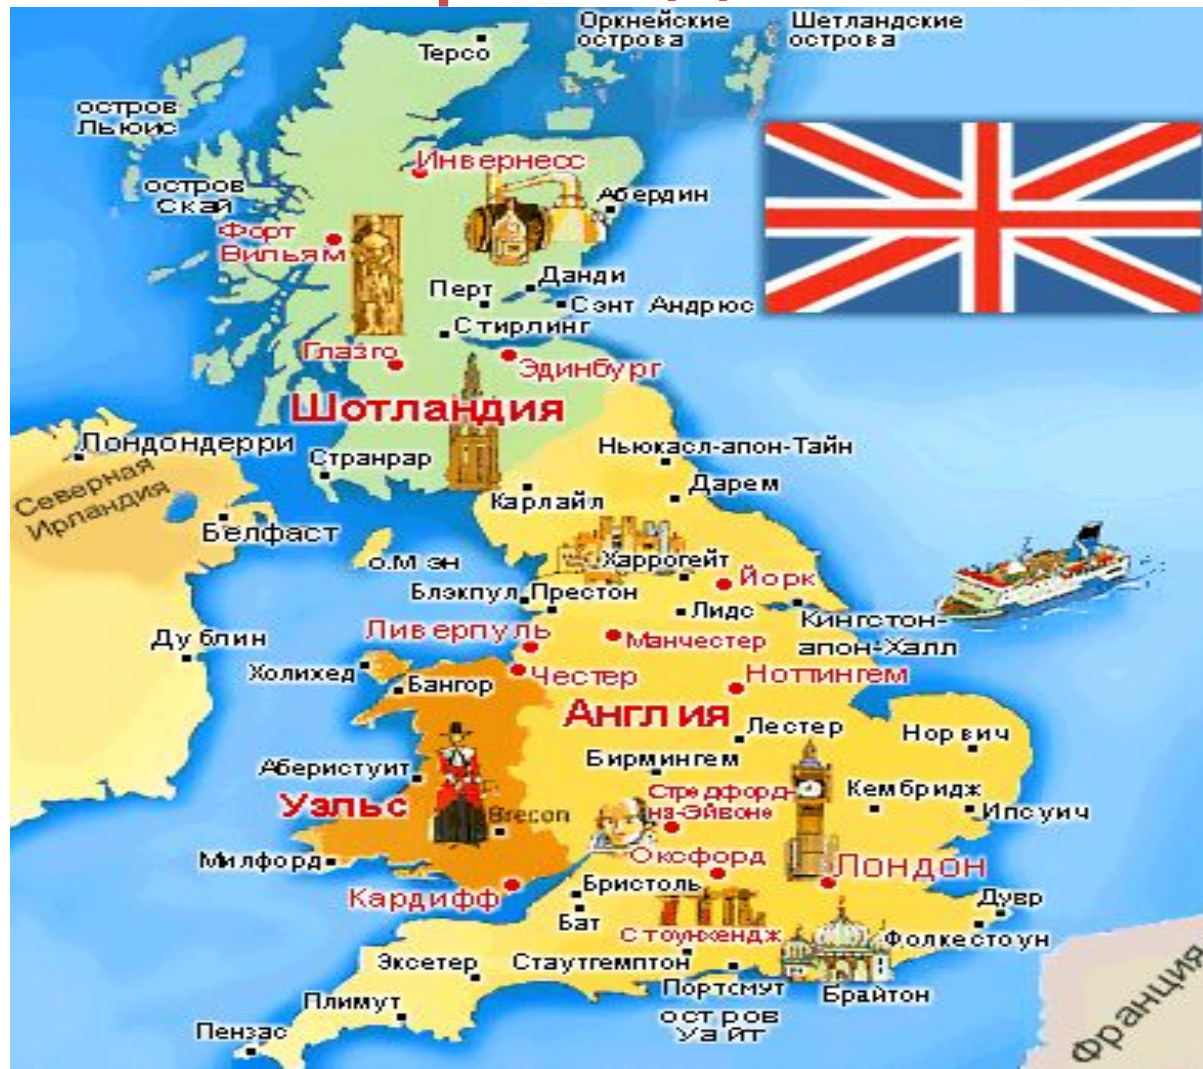 Оркнейские
острова
Шетландские
острова
Терсо
остров
Льюис
Инвернесс
остров
Скай
Абердин
Форт
Вильям
Данди
Перт
Сэнт Андрюс
Стирлинг
Глазго
Эдинбург
Шотландия
Лондондерри
Ньюкасл-апон-Тайн
Странрар
Северная
Ирландия
Дарем
Карлайл
Белфаст
о.Мэн
Харрогейт
Йорк
Блэкпул
Престон
Лидс
Кингстон-
апон-Халл
Ливерпуль
Манчестер
Дублин
Холихед
Бангор
Честер
Ноттингем
Англия
Лестер
Норвич
Бирмингем
Аберистуит
Стредфорд-
на-Эйвоне
Кембридж
Уэльс
Brecon
Ипсуич
Милфорд
Оксфорд
Лондон
Кардифф
Бристоль
Дувр
Бат
Стоунхендж
Фолкестоун
Эксетер
Стаутгемптон
Портсмут
Брайтон
Плимут
остров
Уайт
Пензас
Франция